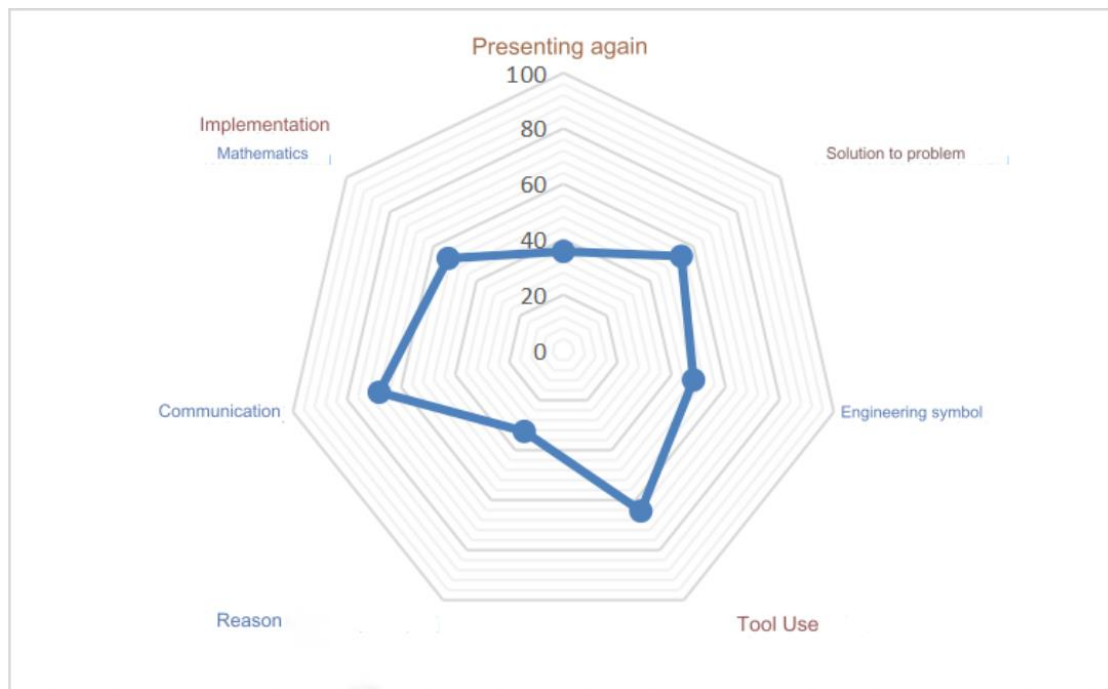 Presenting again
100
Implementation
80
Mathematics
Solution to problem
60
40
20
0
Communication
Engineering symbol
Reason
Tool Use